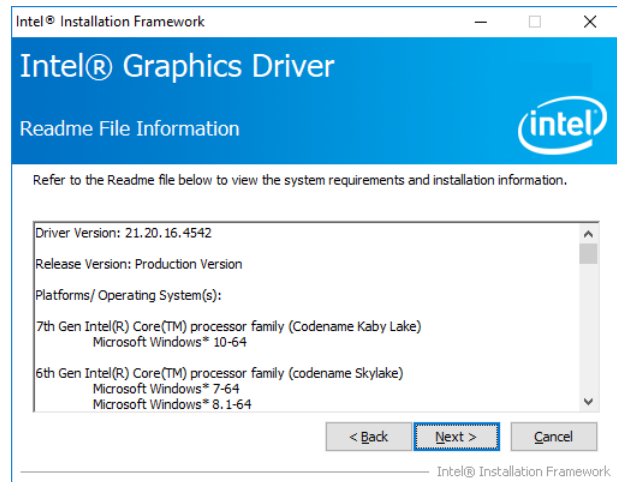 Intel® Installation Framework
Intel® Graphics Driver
Readme File Information
intel
Refer to the Readme file below to view the system requirements and installation information.
Driver Version: 21.20.16.4542
Release Version: Production Version
Platforms/ Operating System(s):
7th Gen Intel(R) Core(TM) processor family (Codename Kaby Lake)
Microsoft Windows* 10-64
6th Gen Intel(R) Core(TM) processor family (codename Skylake)
Microsoft Windows* 7-64
Microsoft Windows* 8.1-64
< Back Next > Cancel
Intel® Installation Framework